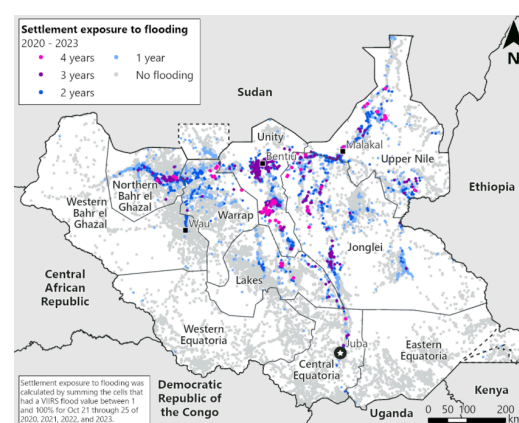 Settlement exposure to flooding
2020 - 2023
4 years
1 year
3 years
No flooding
2 years
N
Sudan
Unity
Bentiu
Malakal
Upper Nile
Ethiopia
Northern
Bahr el
Ghazal
Western
Bahr el
Ghazal
Warrap
Wau
Jonglei
Central
African
Republic
Lakes
Western
Equatoria
Juba
Eastern
Equatoria
Central
Equatoria
Settlement exposure to flooding was
calculated by summing the cells that
had a VIIRS flood value between 1
and 100% for Oct 21 through 25 of
2020, 2021, 2022, and 2023.
Democratic
Republic of
the Congo
Uganda
Kenya
0 50 100 200
km